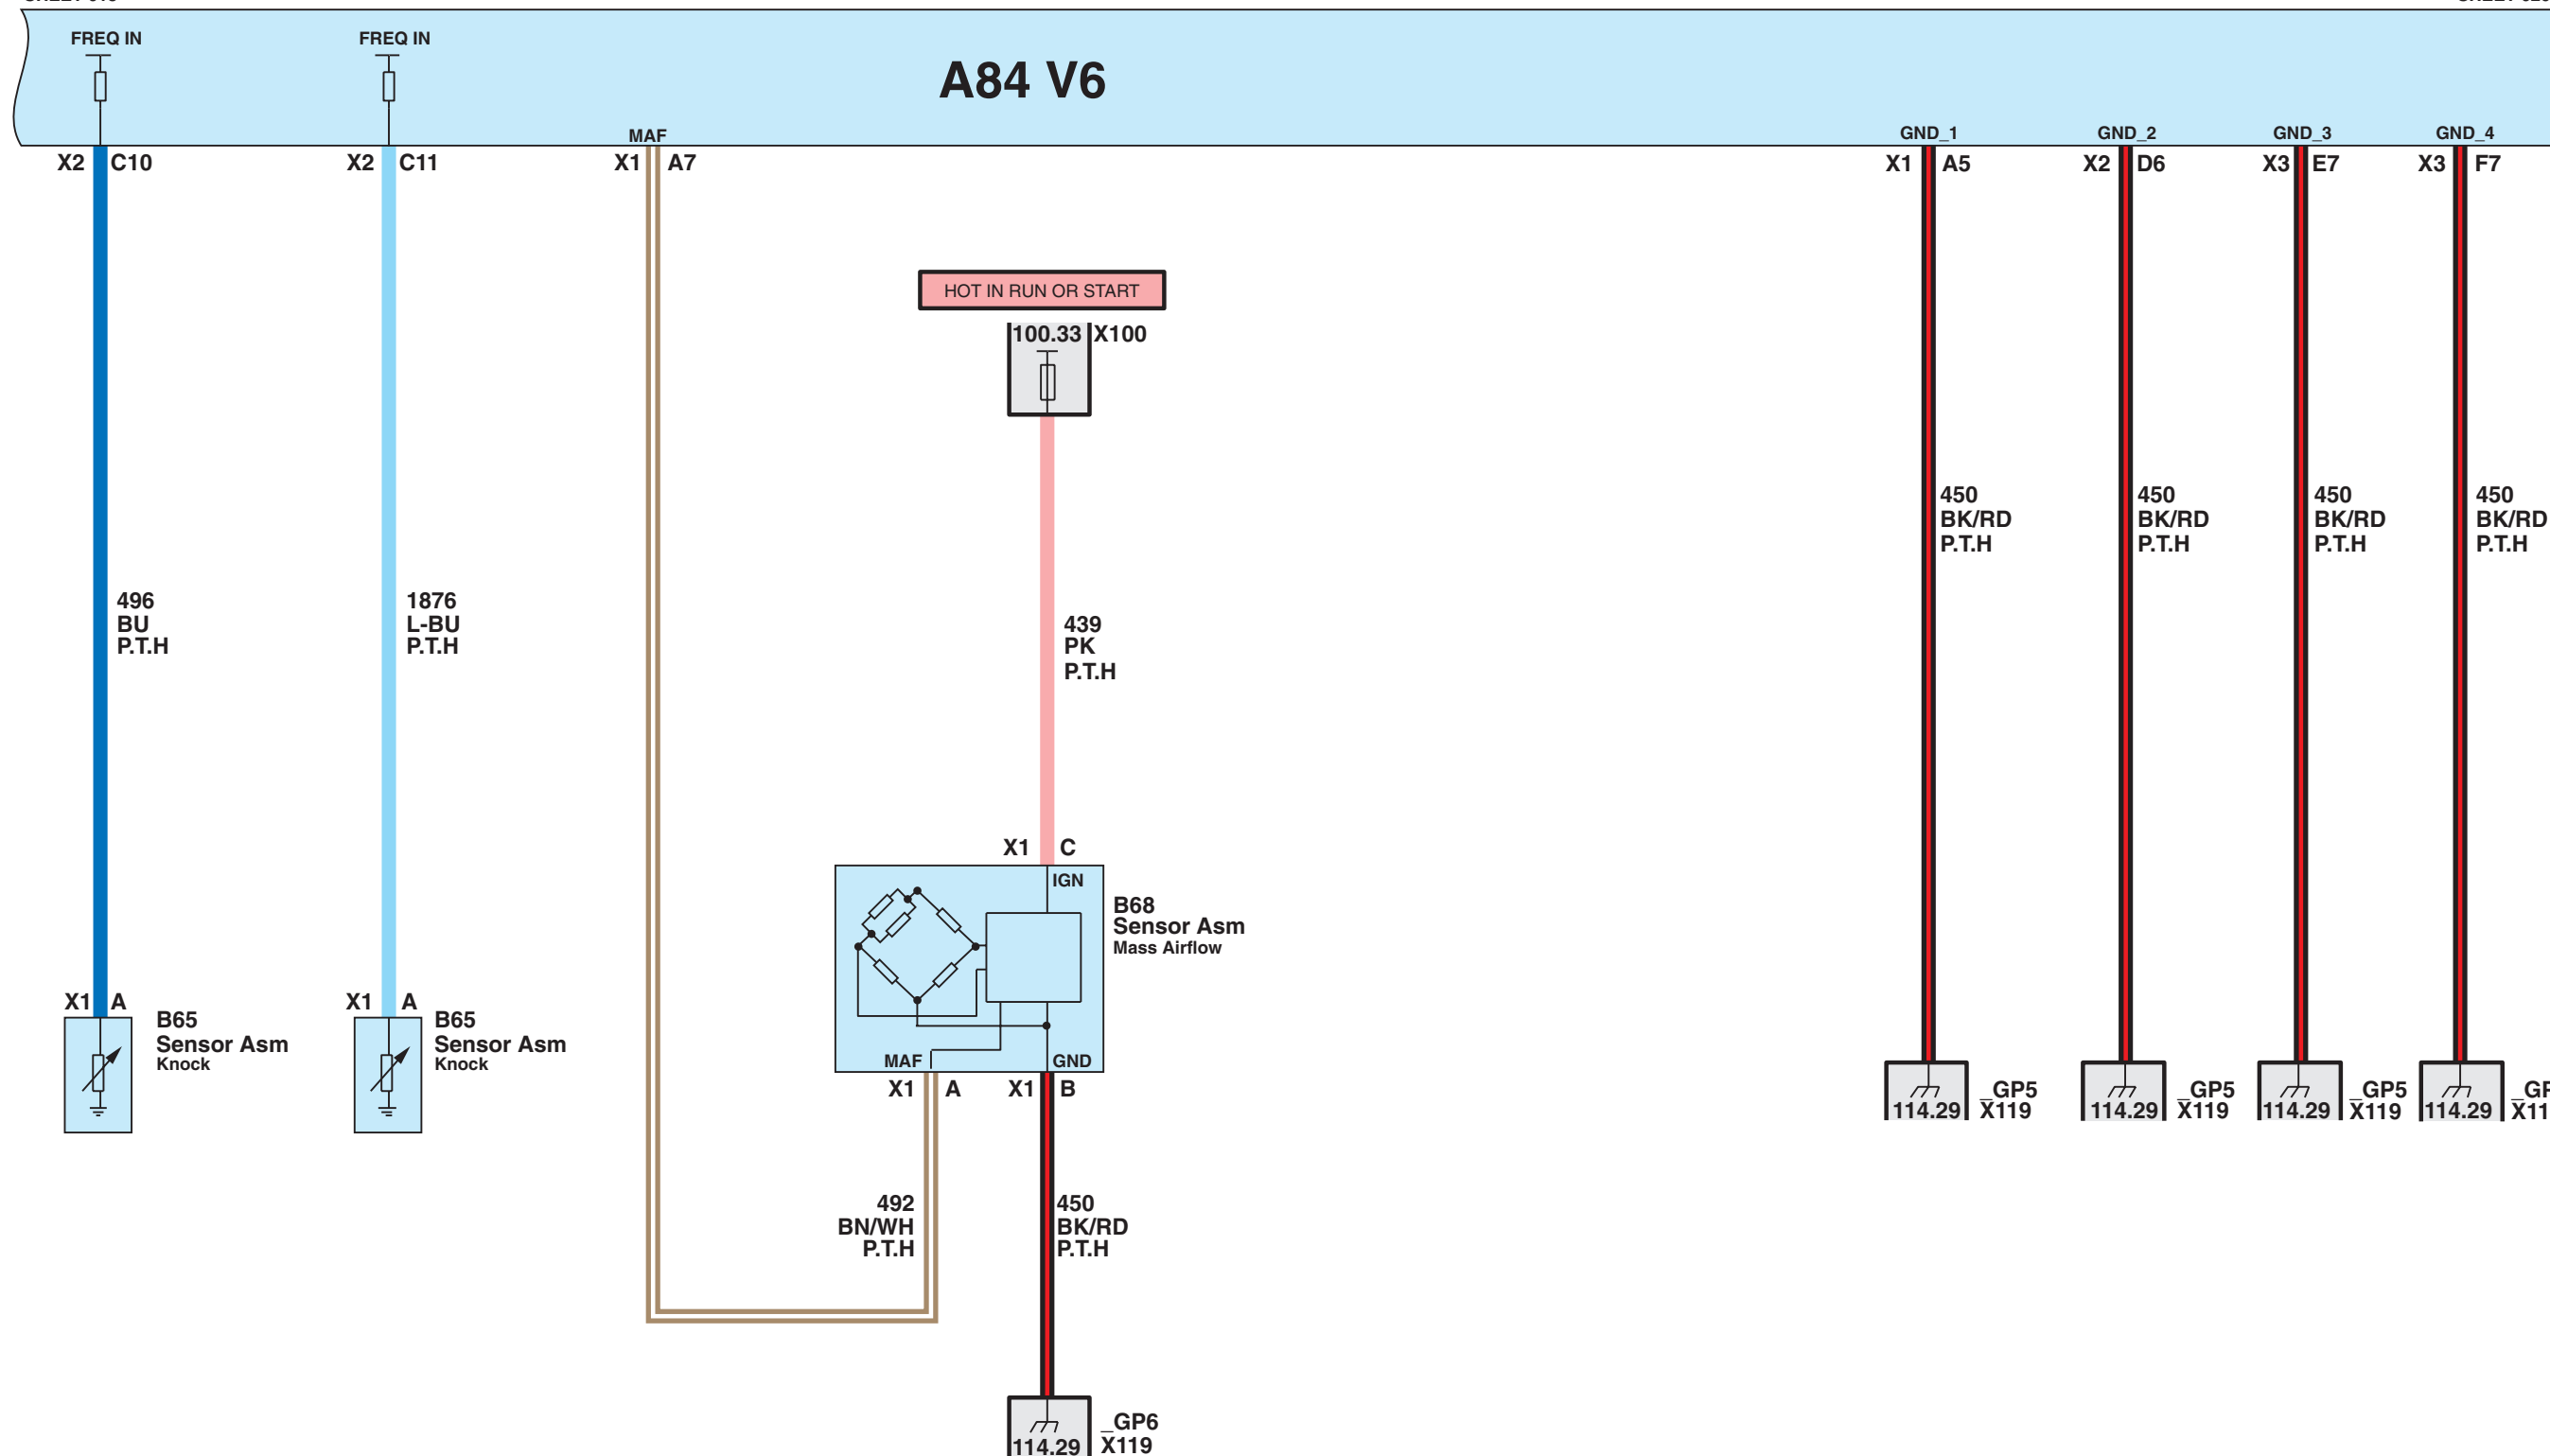 FREQ IN
FREQ IN
A84 V6
MAF
GND_1
GND_2
GND_3
GND_4
X2 C10
X2 C11
X1 A7
X1 A5
X2 D6
X3 E7
X3 F7
HOT IN RUN OR START
100.33 X100
450
BK/RD
P.T.H
450
BK/RD
P.T.H
450
BK/RD
P.T.H
450
BK/RD
P.T.H
496
BU
P.T.H
1876
L-BU
P.T.H
439
PK
P.T.H
X1 C
IGN
B68
Sensor Asm
Mass Airflow
MAF
GND
X1 A
B65
Sensor Asm
Knock
X1 A
B65
Sensor Asm
Knock
X1 A
X1 B
114.29
_GP5
X119
114.29
_GP5
X119
114.29
_GP5
X119
114.29
492
BN/WH
P.T.H
450
BK/RD
P.T.H
114.29
_GP6
X119